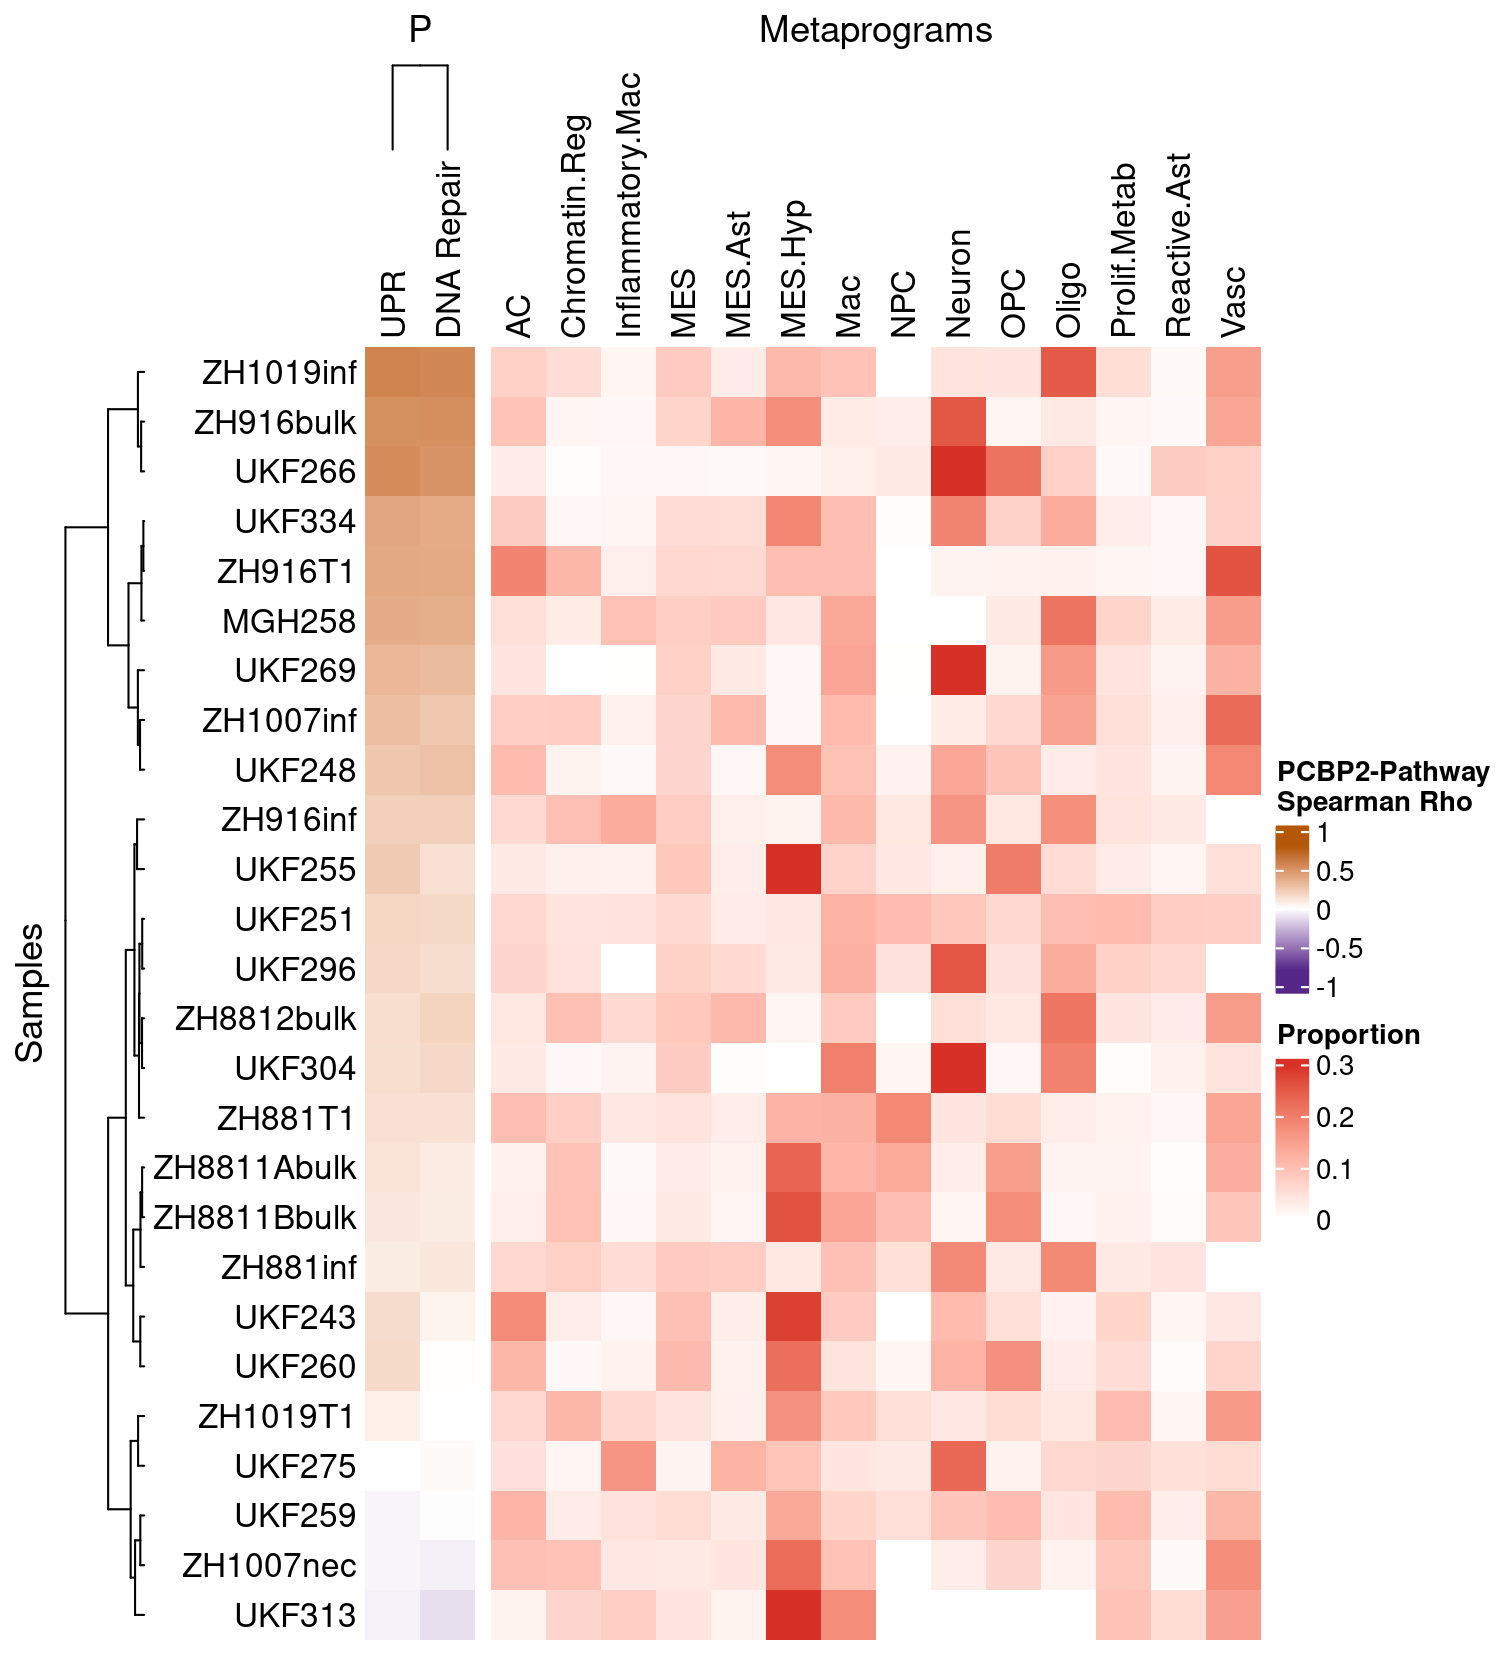 P
Metaprograms
UPR
DNA Repair
AC
Chromatin.Reg
Inflammatory.Mac
MES
MES.Ast
MES.Hyp
Mac
NPC
Neuron
OPC
Oligo
Prolif.Metab
Reactive.Ast
Vasc
Samples
ZH1019inf
ZH916bulk
UKF266
UKF334
ZH916T1
MGH258
UKF269
ZH1007inf
UKF248
ZH916inf
UKF255
UKF251
UKF296
ZH8812bulk
UKF304
ZH881T1
ZH8811Abulk
ZH8811Bbulk
ZH881inf
UKF243
UKF260
ZH1019T1
UKF275
UKF259
ZH1007nec
UKF313
PCBP2-Pathway
Spearman Rho
1
0.5
0
-0.5
-1
Proportion
0.3
0.2
0.1
0